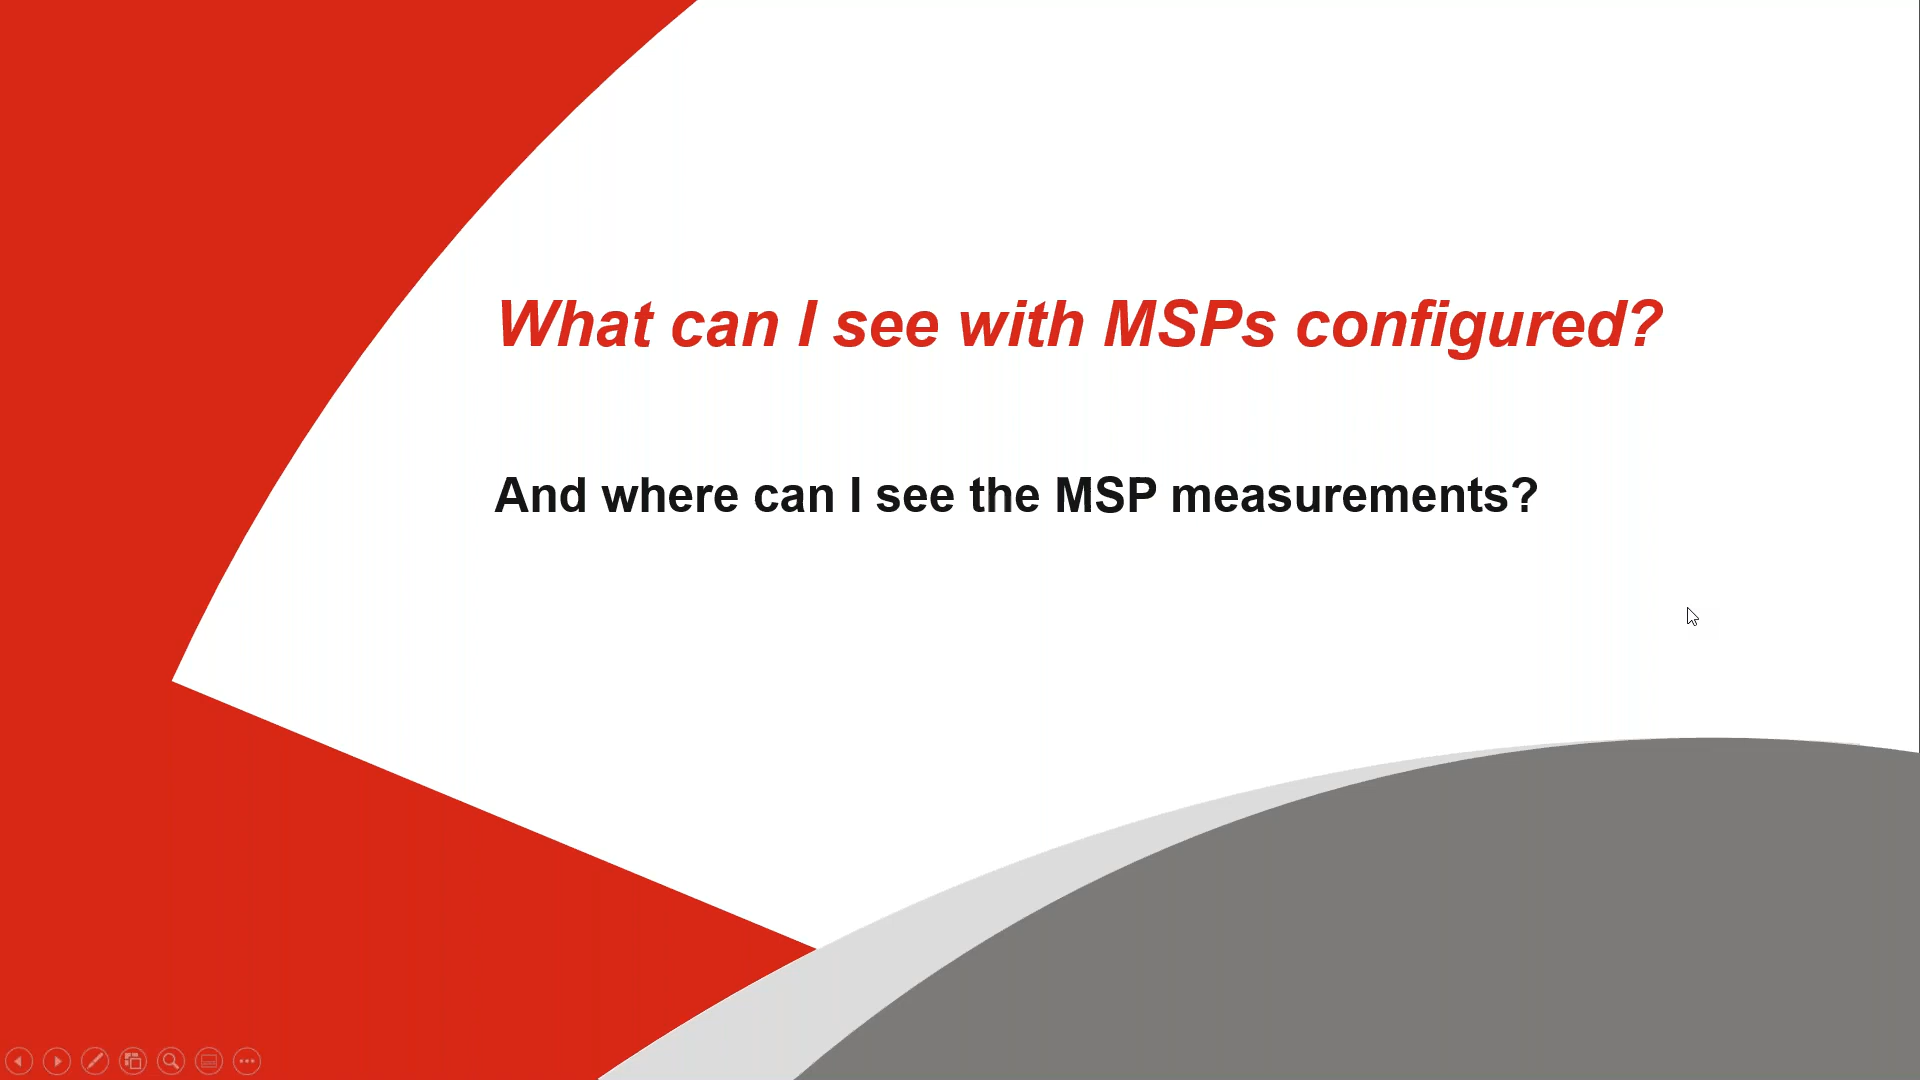 What can I see with MSPs configured?
And where can I see the MSP measurements?